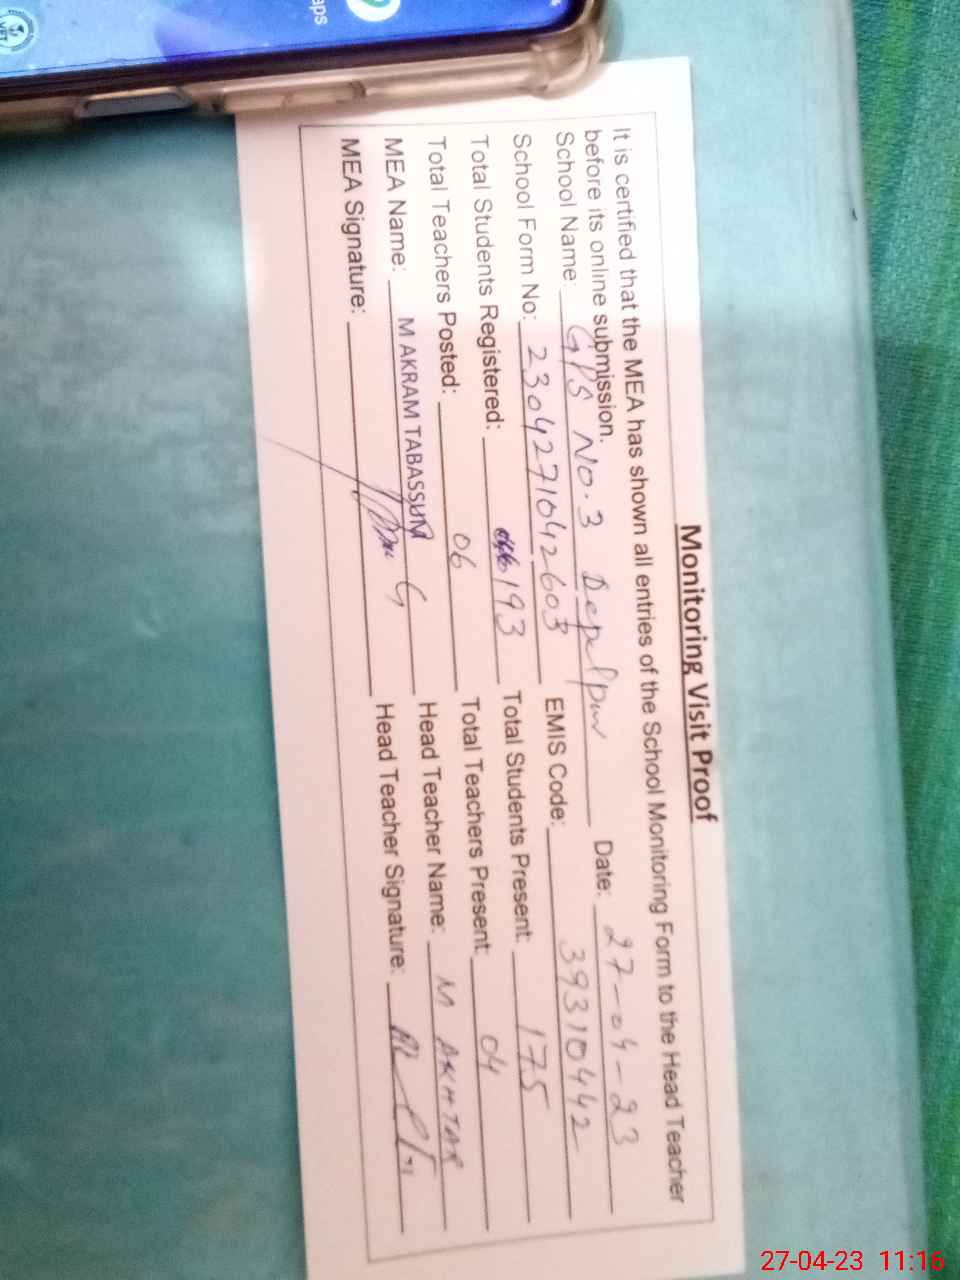 Monitoring Visit Proof
It is certified that the MEA has shown all entries of the School Monitoring Form to the Head Teacher
before its online submission.
School Name: GPS No. 3 Depalpur Date: 27-04-23
School Form No: 2304271042603 EMIS Code: 39310442
Total Students Registered: 193 Total Students Present: 175
Total Teachers Posted: 06 Total Teachers Present: 04
MEA Name: M AKRAM TABASSUM Head Teacher Name: M AKHTAR
MEA Signature: Head Teacher Signature:
aps
27-04-23 11:16